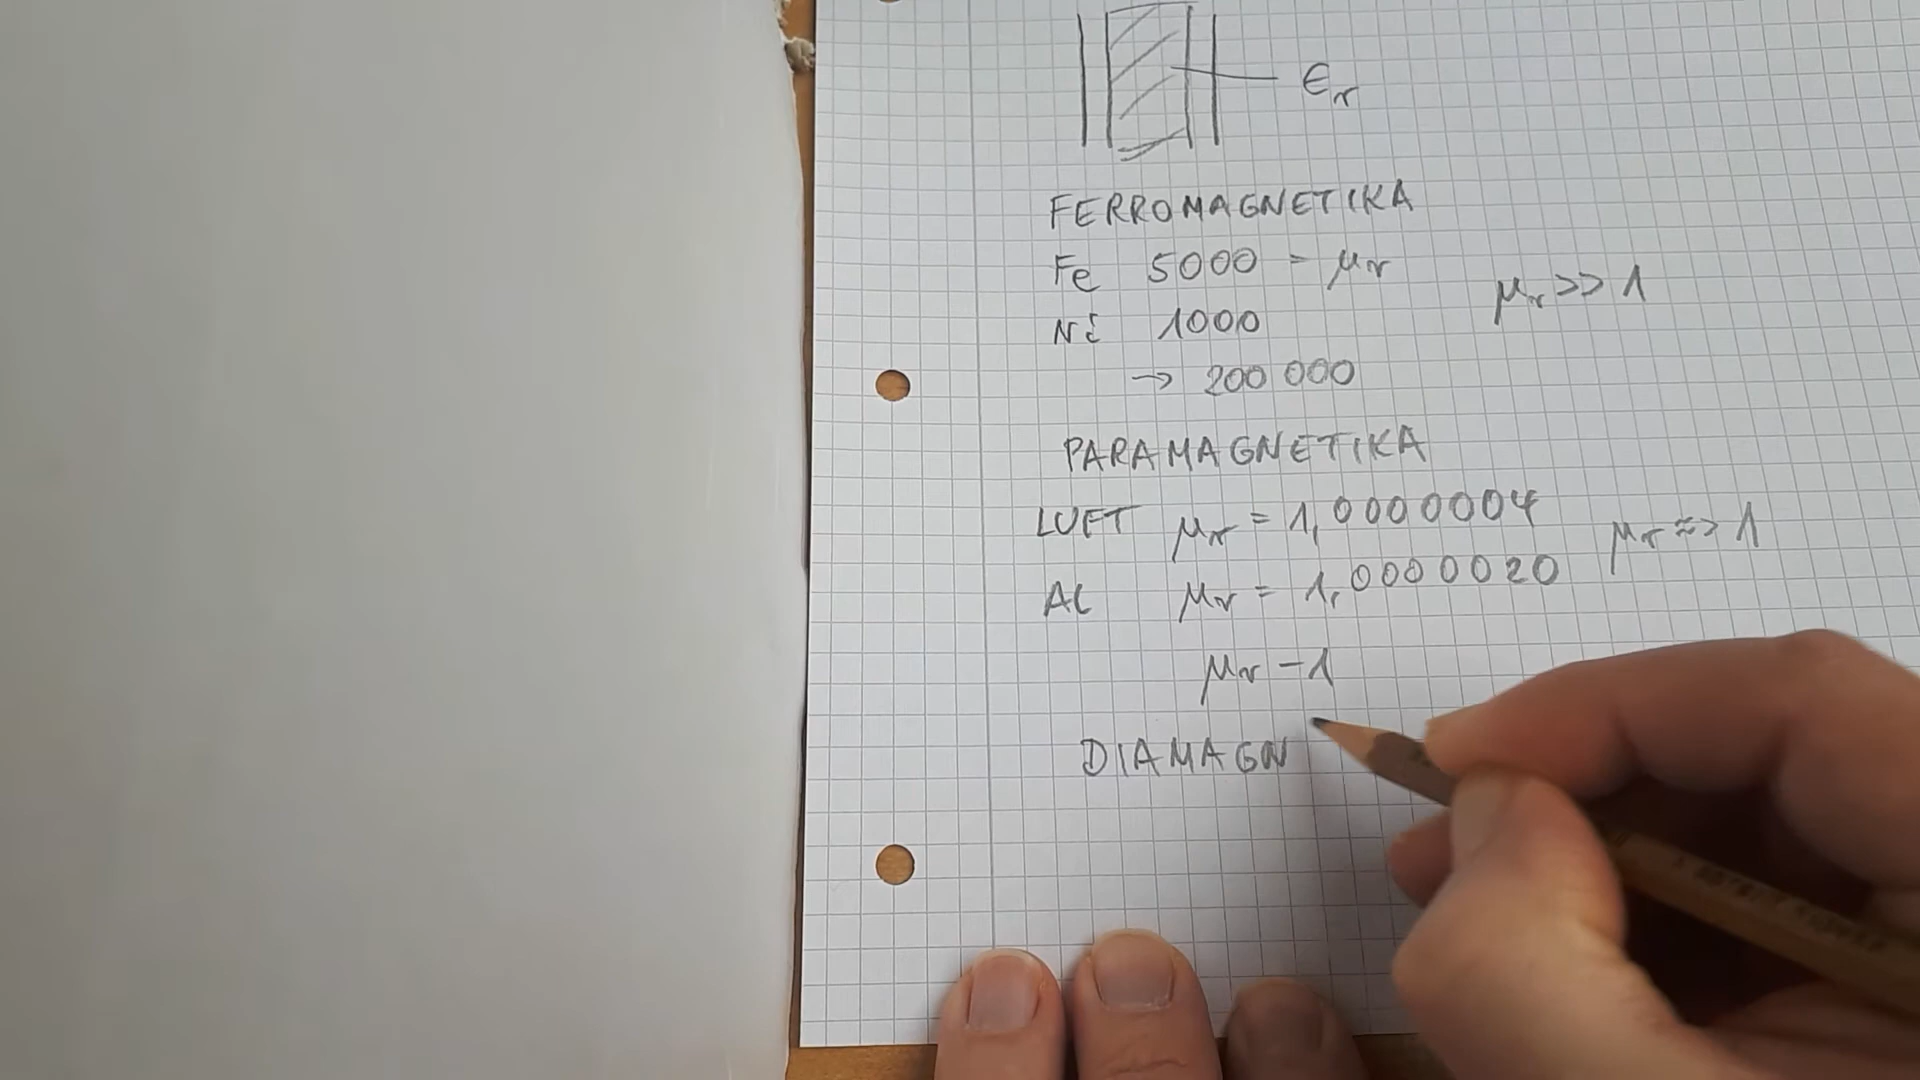 ϵr
FERROMAGNETIKA
Fe 5000 = μr
μr >> 1
Ni 1000
→ 200 000
PARAMAGNETIKA
LUFT μr = 1,0000004
μr ≈> 1
Al μr = 1,0000020
μr - 1
DIAMAGN